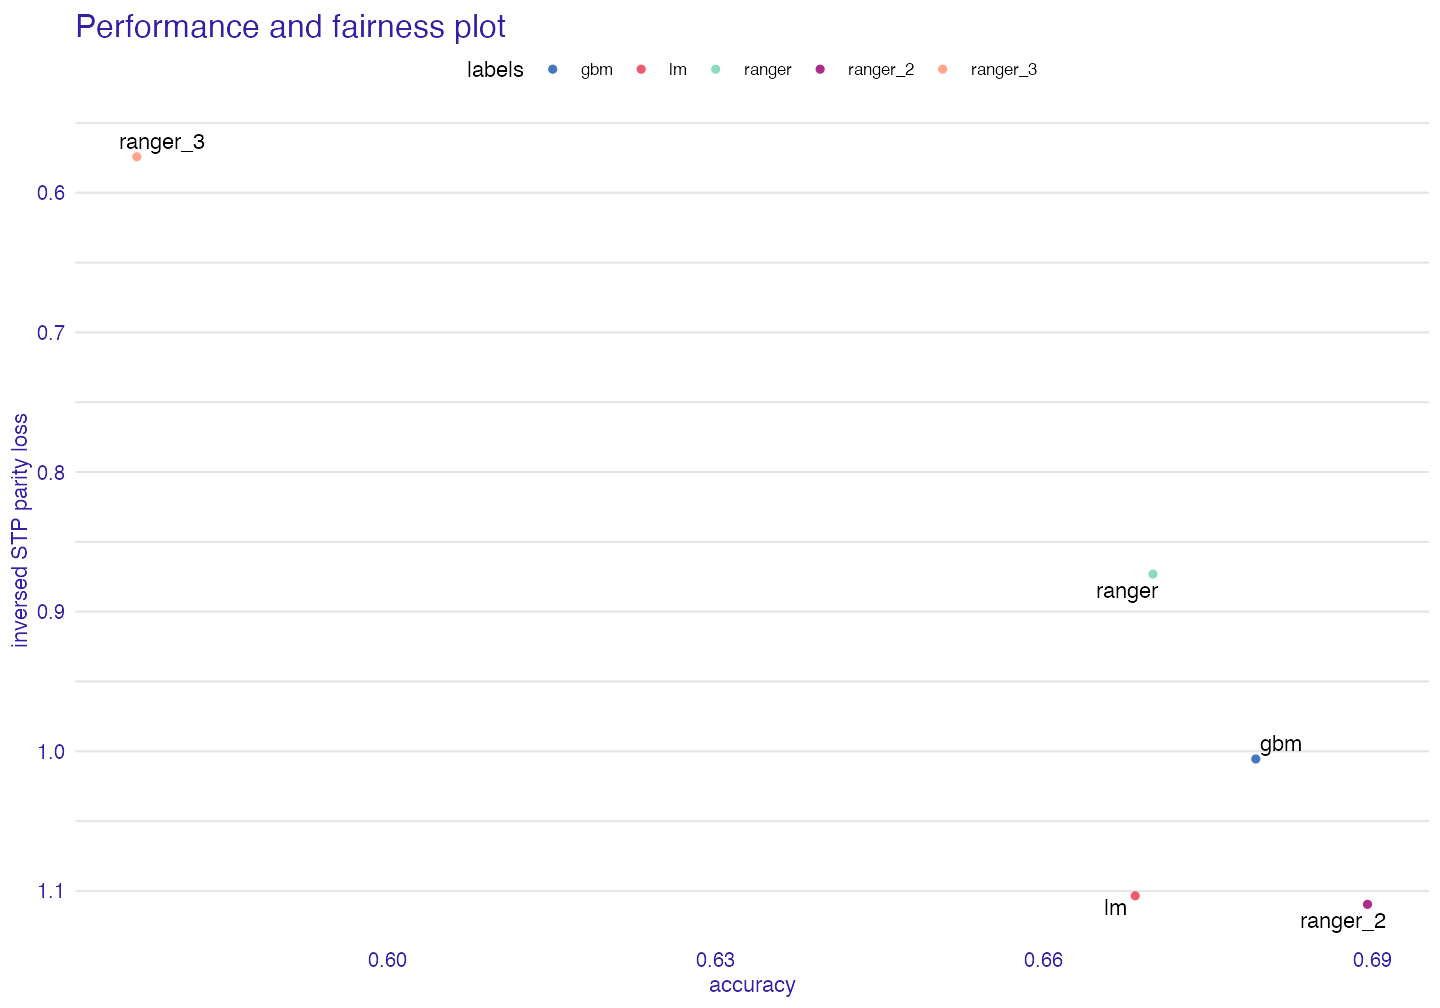 Performance and fairness plot
labels gbm lm ranger ranger_2 ranger_3
ranger_3
0.6
0.7
inversed STP parity loss
0.8
ranger
0.9
gbm
1.0
1.1
lm
ranger_2
0.60 0.63 0.66 0.69
accuracy